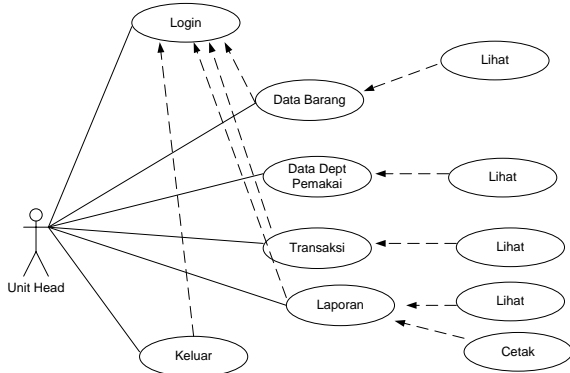 Login
Lihat
Data Barang
Data Dept
Pemakai
Lihat
Transaksi
Lihat
Unit Head
Laporan
Lihat
Keluar
Cetak